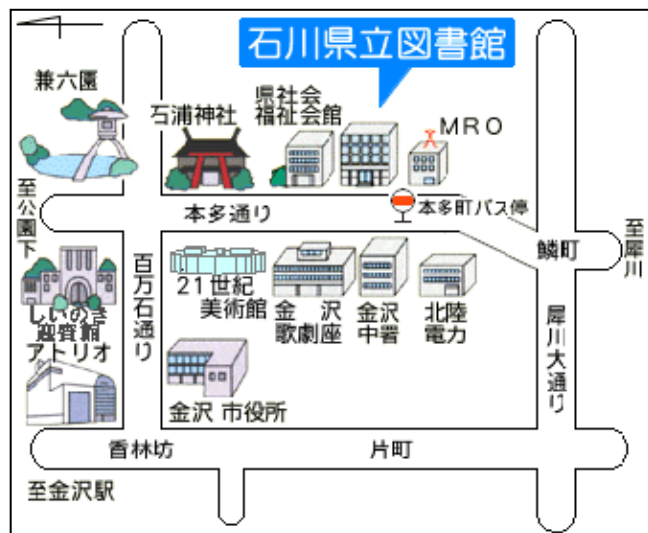 石川県立図書館
兼六園
石浦神社
県社会
福祉会館
MRO
至公園下
本多通り
本多町バス停
鱗町
至犀川
しいのき
迎賓館
百万石通り
21世紀
美術館
金沢
歌劇座
金沢
中署
北陸
電力
犀川大通り
アトリオ
金沢市役所
香林坊
片町
至金沢駅